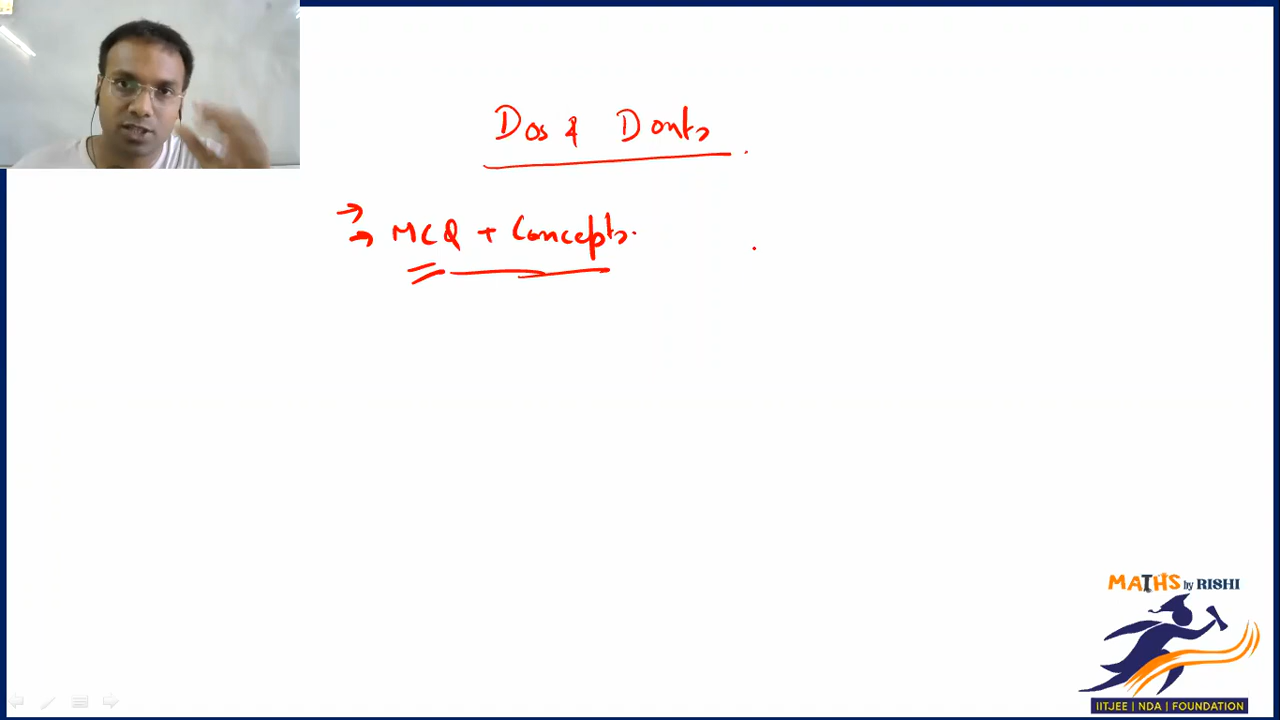 Dos & Donts
MCQ + Concepts.
MATHS by RISHI
IITJEE | NDA | FOUNDATION